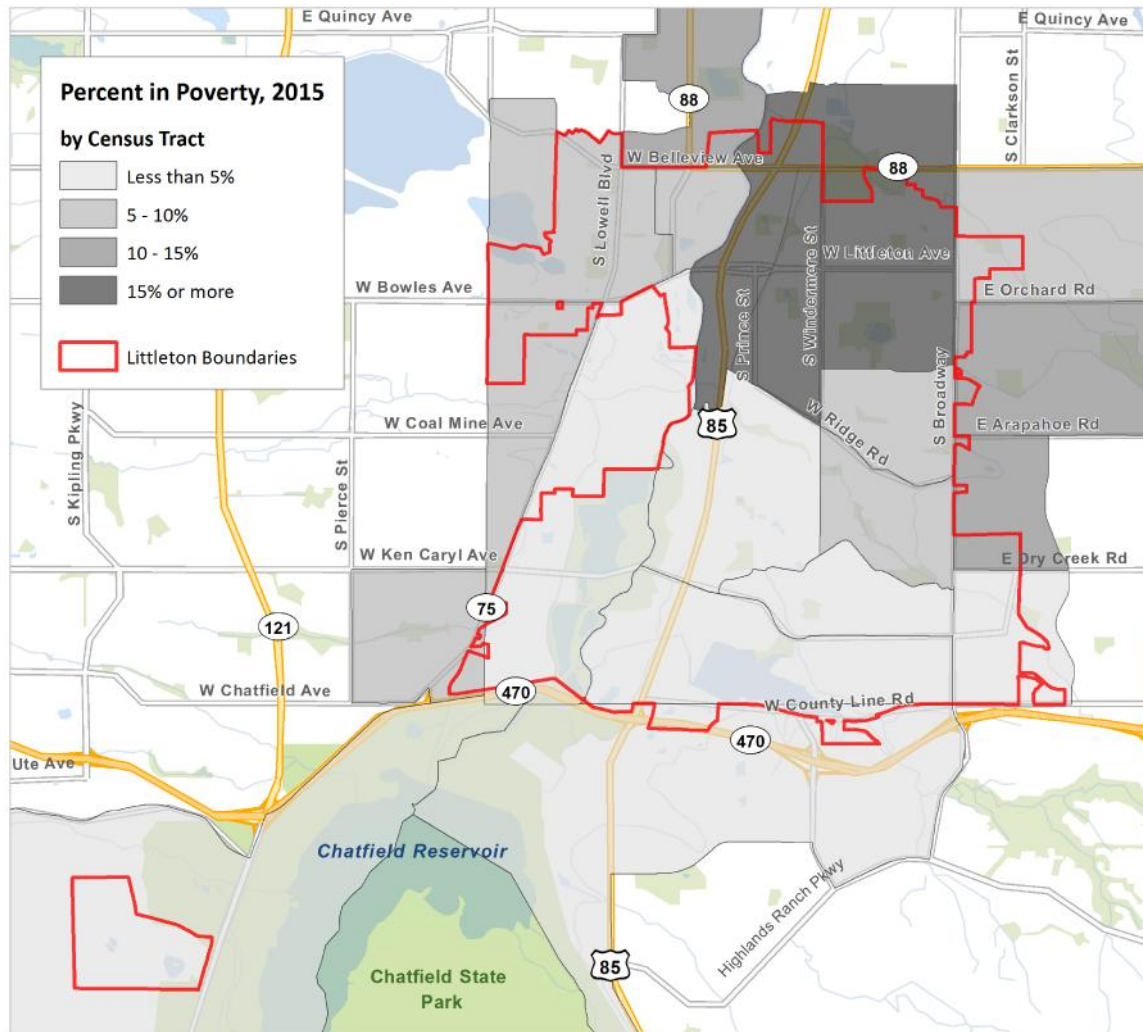 E Quincy Ave
E Quincy Ave
Percent in Poverty, 2015
by Census Tract
Less than 5%
5 - 10%
10 - 15%
15% or more
Littleton Boundaries
88
S Clarkson St
W Belleview Ave
88
S Lowell Blvd
W Littleton Ave
W Bowles Ave
E Orchard Rd
S Prince St
S Windermere St
S Broadway
W Coal Mine Ave
85
W Ridge Rd
E Arapahoe Rd
S Kipling Pkwy
S Pierce St
W Ken Caryl Ave
E Dry Creek Rd
75
121
W Chatfield Ave
470
W County Line Rd
470
Ute Ave
Chatfield Reservoir
Highlands Ranch Pkwy
85
Chatfield State
Park